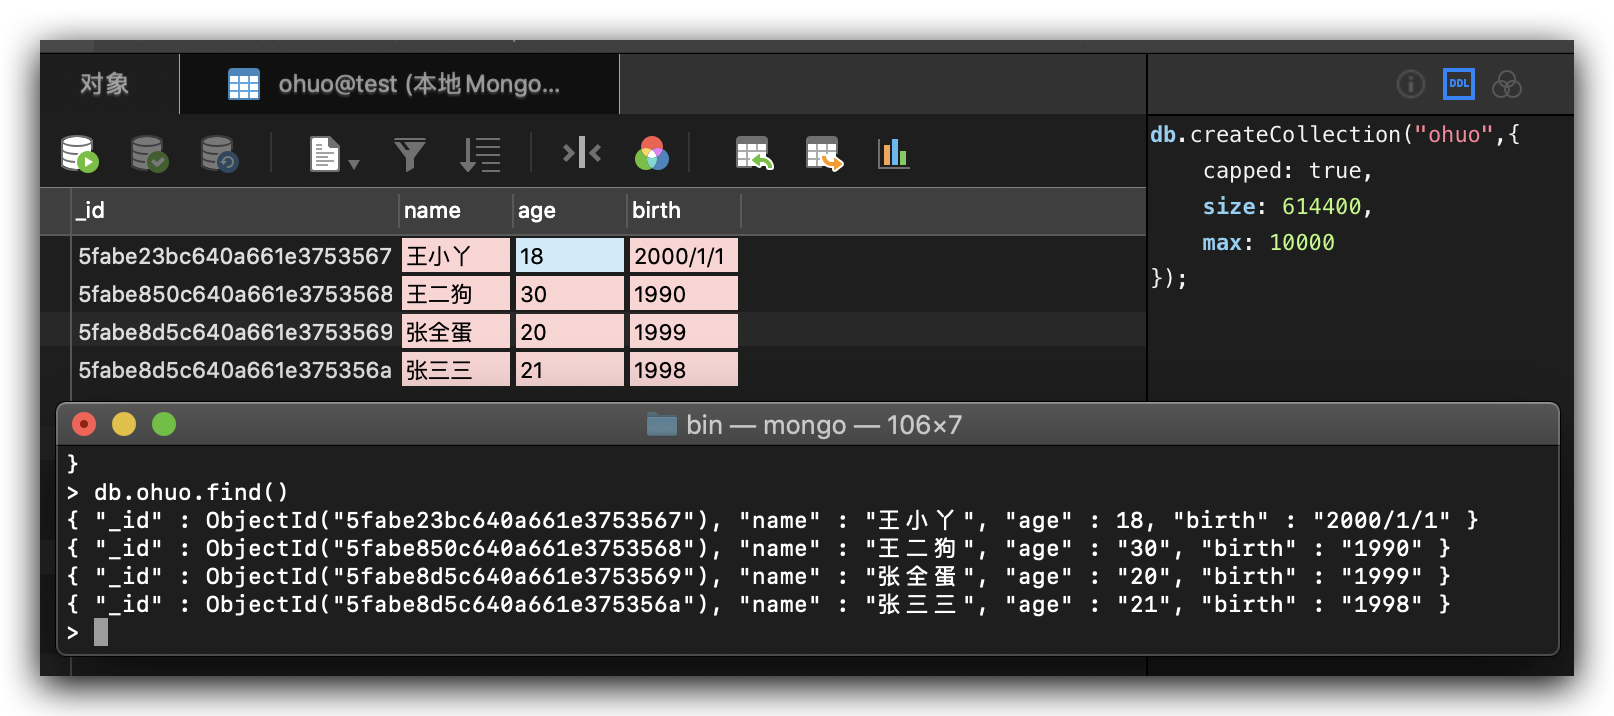 对象
ohuo@test (本地 Mongo...
DDL
_id name age birth
5fabe23bc640a661e3753567 王小丫 18 2000/1/1
5fabe850c640a661e3753568 王二狗 30 1990
5fabe8d5c640a661e3753569 张全蛋 20 1999
5fabe8d5c640a661e375356a 张三三 21 1998
db.createCollection("ohuo",{
capped: true,
size: 614400,
max: 10000
});
bin — mongo — 106×7
}
> db.ohuo.find()
{ "_id" : ObjectId("5fabe23bc640a661e3753567"), "name" : "王小丫", "age" : 18, "birth" : "2000/1/1" }
{ "_id" : ObjectId("5fabe850c640a661e3753568"), "name" : "王二狗", "age" : "30", "birth" : "1990" }
{ "_id" : ObjectId("5fabe8d5c640a661e3753569"), "name" : "张全蛋", "age" : "20", "birth" : "1999" }
{ "_id" : ObjectId("5fabe8d5c640a661e375356a"), "name" : "张三三", "age" : "21", "birth" : "1998" }
>